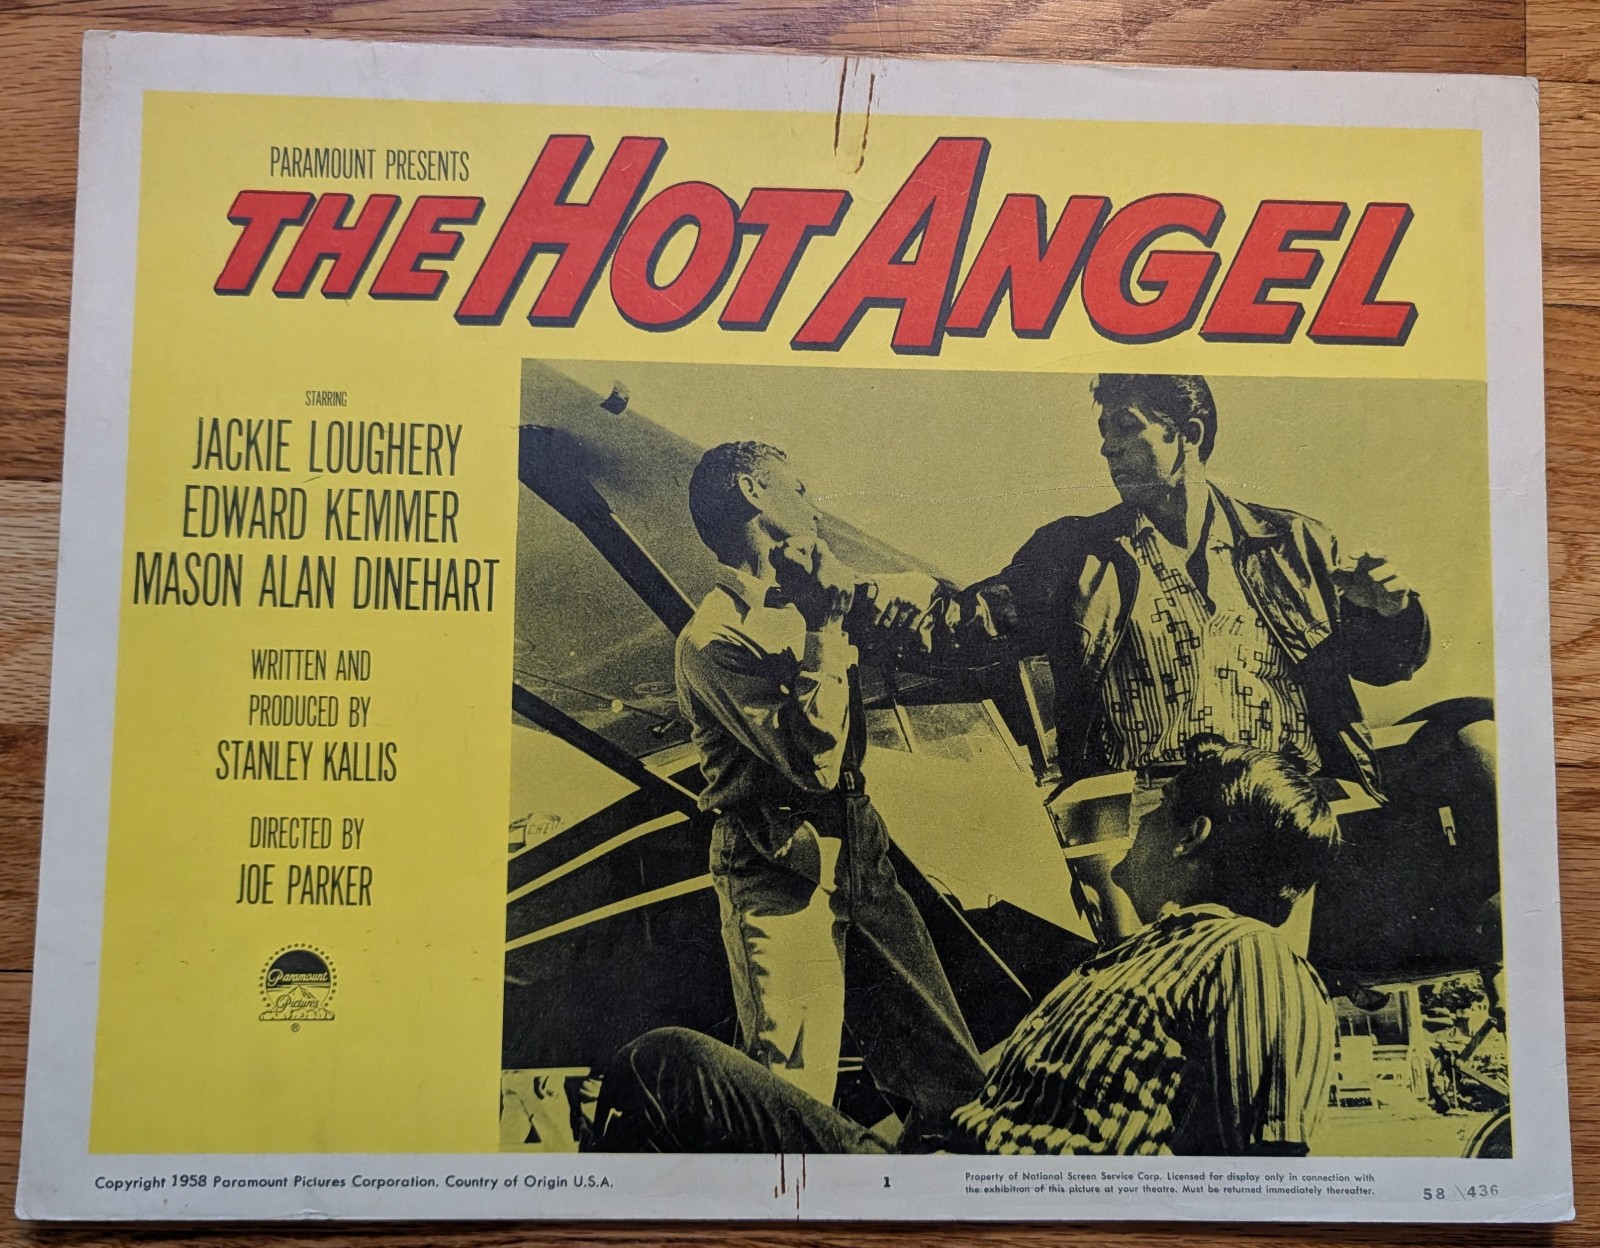 PARAMOUNT PRESENTS
THE HOT ANGEL
STARRING
JACKIE LOUGHERY
EDWARD KEMMER
MASON ALAN DINEHART
WRITTEN AND
PRODUCED BY
STANLEY KALLIS
DIRECTED BY
JOE PARKER
Paramount
Pictures
®
CHEV
Copyright 1958 Paramount Pictures Corporation. Country of Origin U.S.A.
1
Property of National Screen Service Corp. Licensed for display only in connection with
the exhibition of this picture at your theatre. Must be returned immediately thereafter.
58 \436